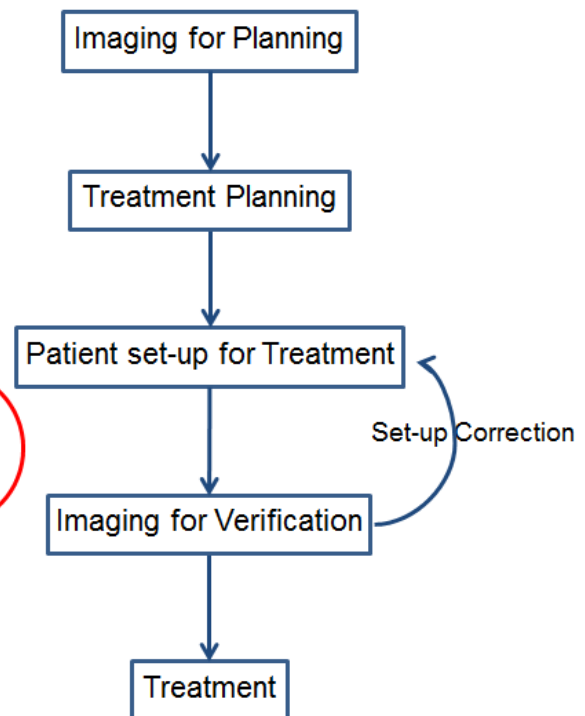 Imaging for Planning
Treatment Planning
Patient set-up for Treatment
Set-up Correction
Imaging for Verification
Treatment